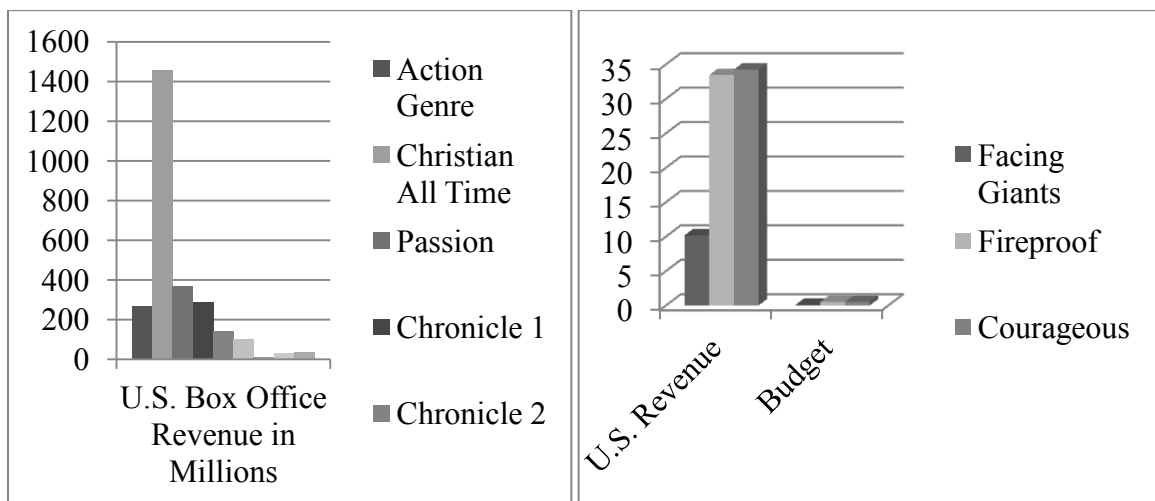 1600
1400
1200
1000
800
600
400
200
0
U.S. Box Office
Revenue in
Millions
Action
Genre
Christian
All Time
Passion
Chronicle 1
Chronicle 2
35
30
25
20
15
10
5
0
U.S. Revenue
Budget
Facing
Giants
Fireproof
Courageous